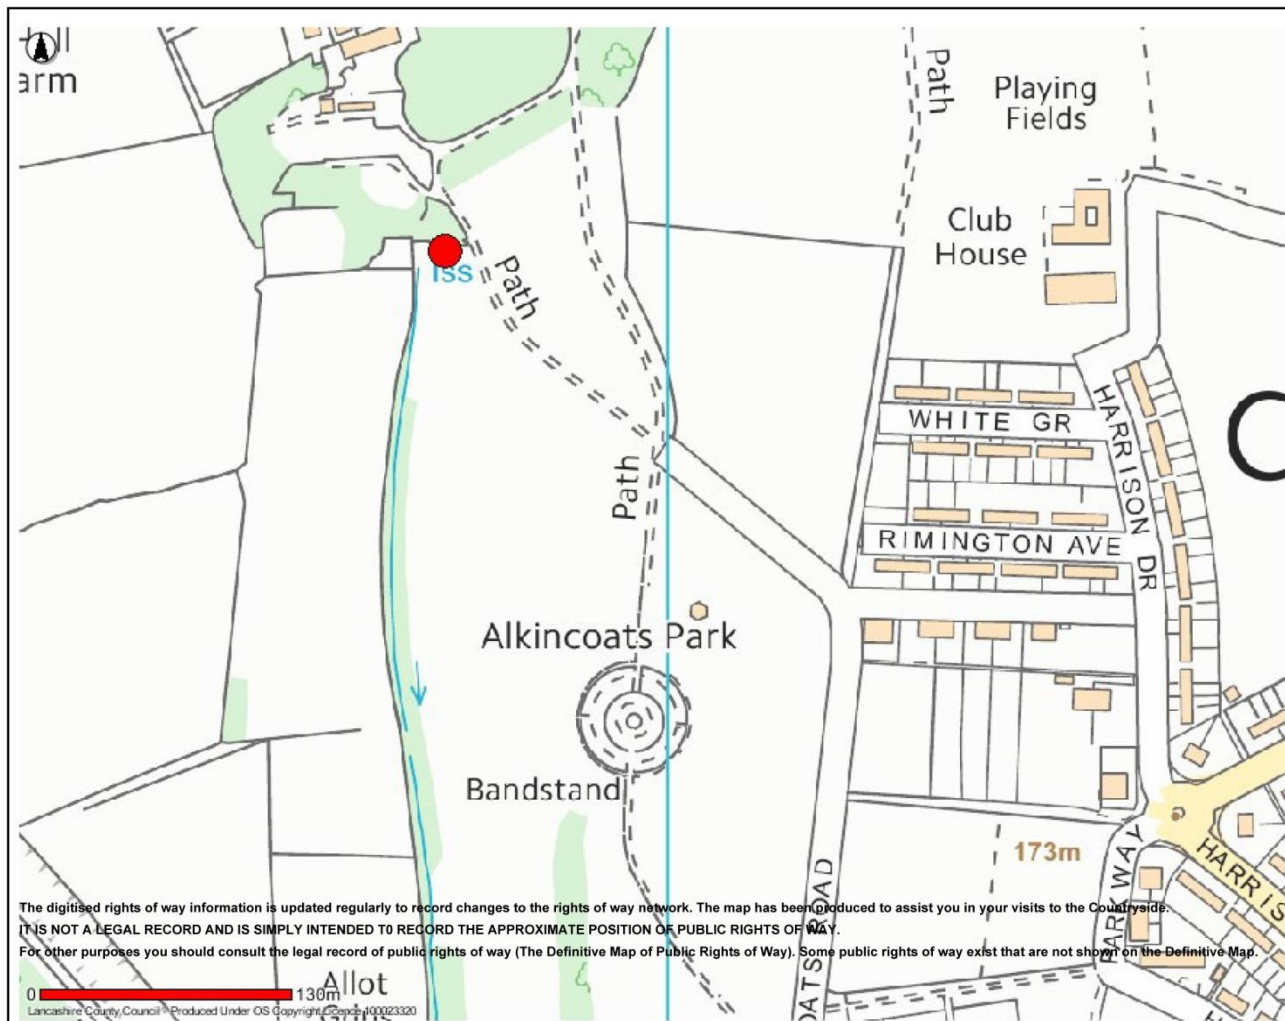 arm
Path
Playing
Fields
Club
House
Iss
Path
WHITE GR
HARRISON DR
Path
RIMINGTON AVE
Alkincoats Park
Bandstand
173m
PARKWAY
HARRIS
OATS ROAD
The digitised rights of way information is updated regularly to record changes to the rights of way network. The map has been produced to assist you in your visits to the Countryside.
IT IS NOT A LEGAL RECORD AND IS SIMPLY INTENDED T0 RECORD THE APPROXIMATE POSITION OF PUBLIC RIGHTS OF WAY.
For other purposes you should consult the legal record of public rights of way (The Definitive Map of Public Rights of Way). Some public rights of way exist that are not shown on the Definitive Map.
Allot
Gdns
0 130m
Lancashire County Council - Produced Under OS Copyright Licence 100023320